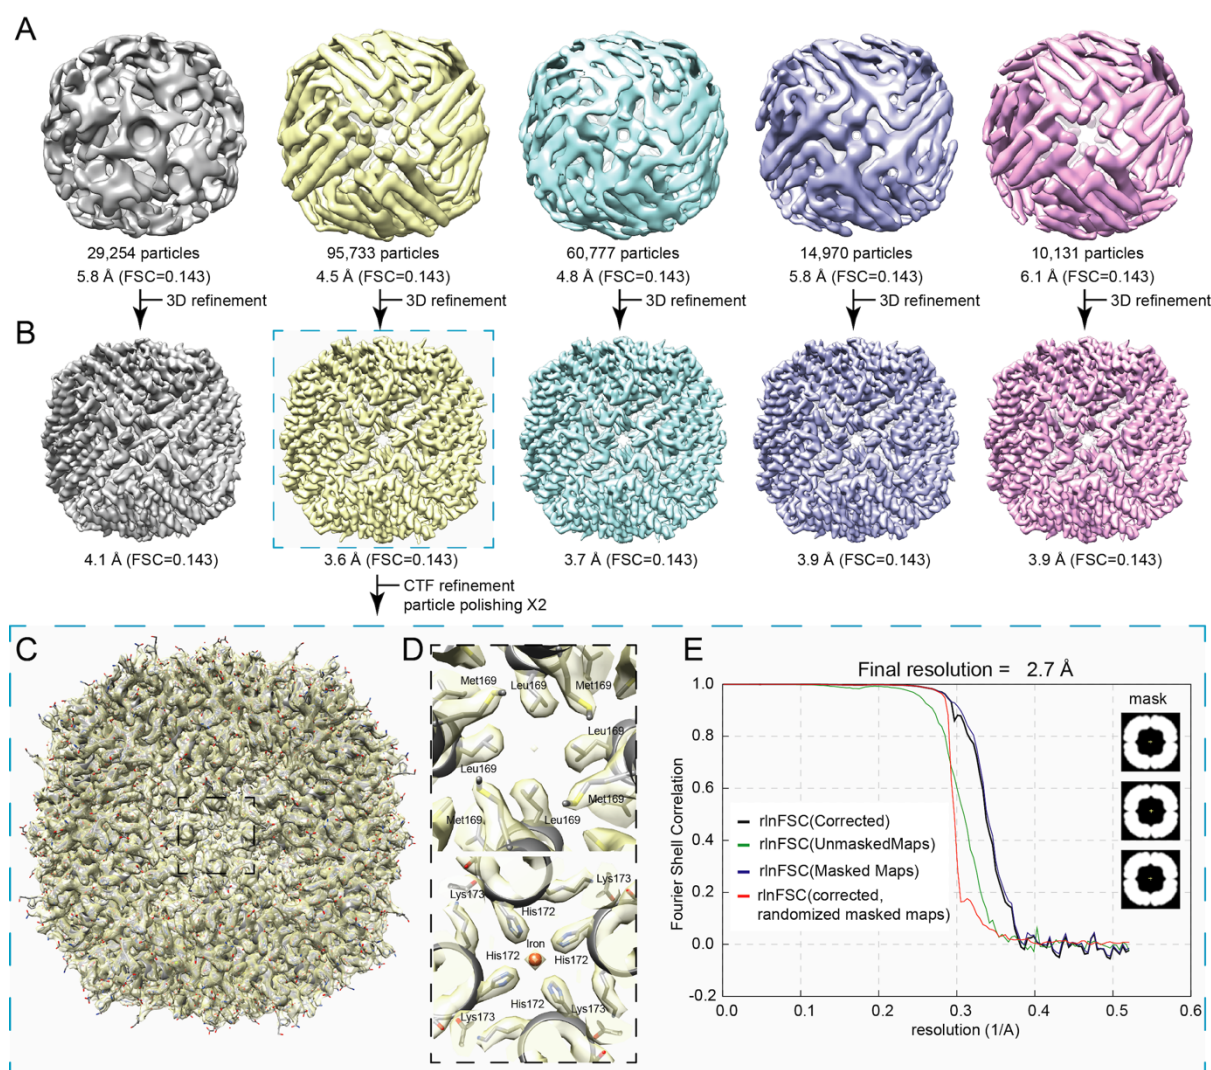 A
29,254 particles
5.8 Å (FSC=0.143)
95,733 particles
4.5 Å (FSC=0.143)
60,777 particles
4.8 Å (FSC=0.143)
14,970 particles
5.8 Å (FSC=0.143)
10,131 particles
6.1 Å (FSC=0.143)
3D refinement
3D refinement
3D refinement
3D refinement
3D refinement
B
4.1 Å (FSC=0.143)
3.6 Å (FSC=0.143)
3.7 Å (FSC=0.143)
3.9 Å (FSC=0.143)
3.9 Å (FSC=0.143)
CTF refinement
particle polishing X2
C
D
Met169
Leu169
Met169
Leu169
Leu169
Met169
Met169
Leu169
Lys173
Lys173
His172
His172
Iron
His172
His172
His172
Lys173
Lys173
E
Final resolution = 2.7 Å
mask
rlnFSC(Corrected)
rlnFSC(UnmaskedMaps)
rlnFSC(Masked Maps)
rlnFSC(corrected,
randomized masked maps)
Fourier Shell Correlation
1.0
0.8
0.6
0.4
0.2
0.0
-0.2
0.0
0.1
0.2
0.3
0.4
0.5
0.6
resolution (1/A)